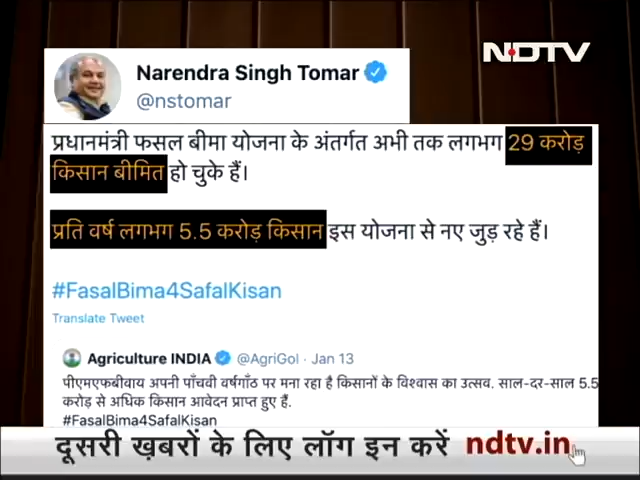 NDTV
Narendra Singh Tomar
@nstomar
प्रधानमंत्री फसल बीमा योजना के अंतर्गत अभी तक लगभग 29 करोड़
किसान बीमित हो चुके हैं।
प्रति वर्ष लगभग 5.5 करोड़ किसान इस योजना से नए जुड़ रहे हैं।
#FasalBima4SafalKisan
Translate Tweet
Agriculture INDIA @AgriGoI · Jan 13
पीएमएफबीवाय अपनी पाँचवी वर्षगाँठ पर मना रहा है किसानों के विश्वास का उत्सव. साल-दर-साल 5.5
करोड़ से अधिक किसान आवेदन प्राप्त हुए हैं.
#FasalBima4SafalKisan
दूसरी ख़बरों के लिए लॉग इन करें ndtv.in